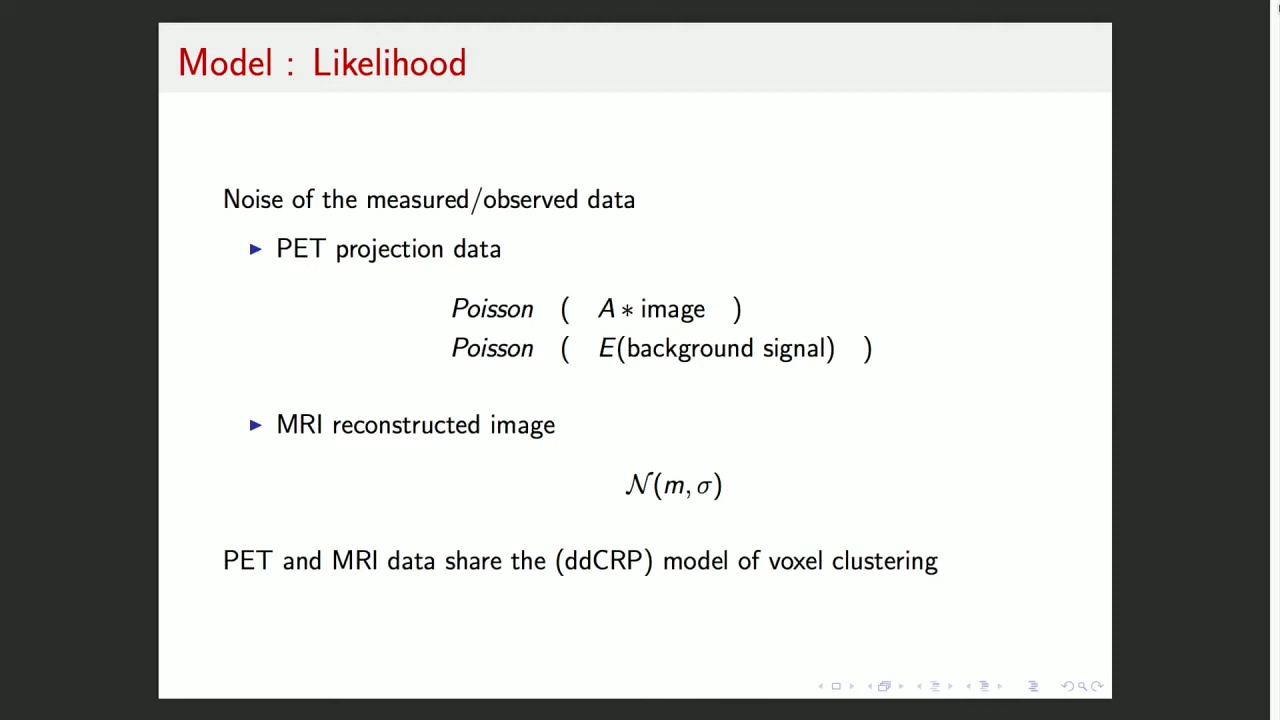 Model : Likelihood
Noise of the measured/observed data
▶ PET projection data
Poisson ( A ∗ image )
Poisson ( E(background signal) )
▶ MRI reconstructed image
𝒩(m, σ)
PET and MRI data share the (ddCRP) model of voxel clustering